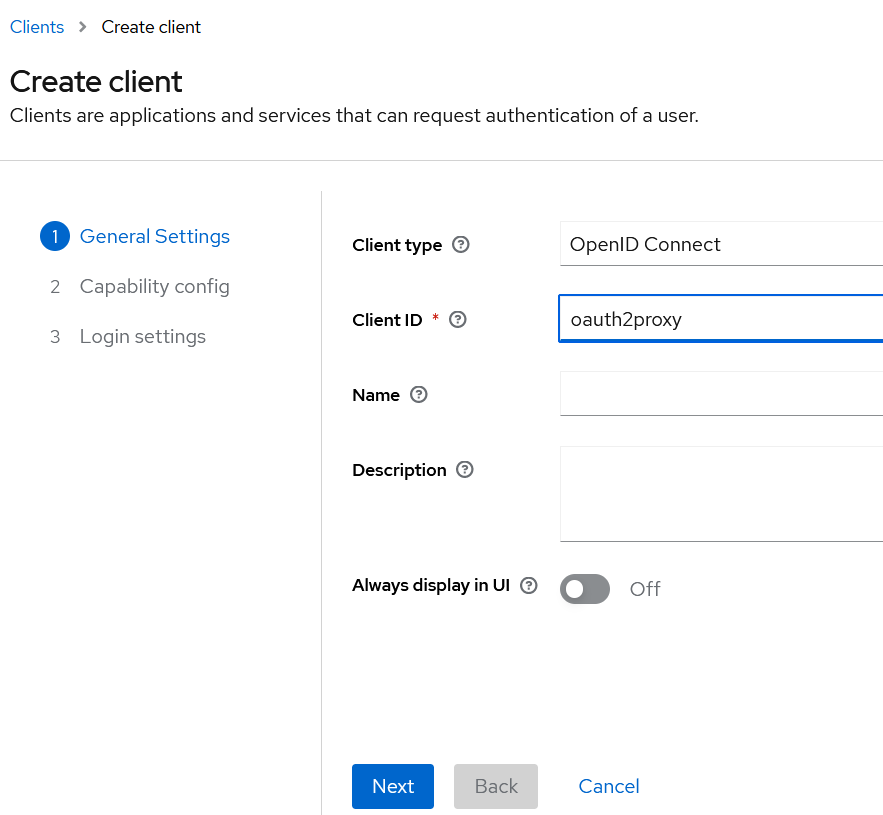 Clients > Create client
Create client
Clients are applications and services that can request authentication of a user.
1 General Settings
2 Capability config
3 Login settings
Client type ? OpenID Connect
Client ID * ? oauth2proxy
Name ?
Description ?
Always display in UI ? Off
Next Back Cancel